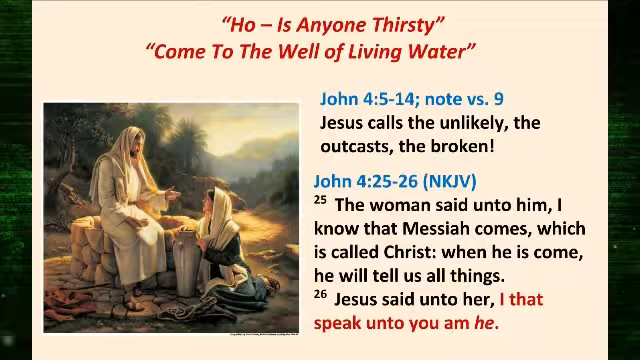 “Ho – Is Anyone Thirsty”
“Come To The Well of Living Water”
John 4:5-14; note vs. 9
Jesus calls the unlikely, the
outcasts, the broken!
John 4:25-26 (NKJV)
25 The woman said unto him, I
know that Messiah comes, which
is called Christ: when he is come,
he will tell us all things.
26 Jesus said unto her, I that
speak unto you am he.